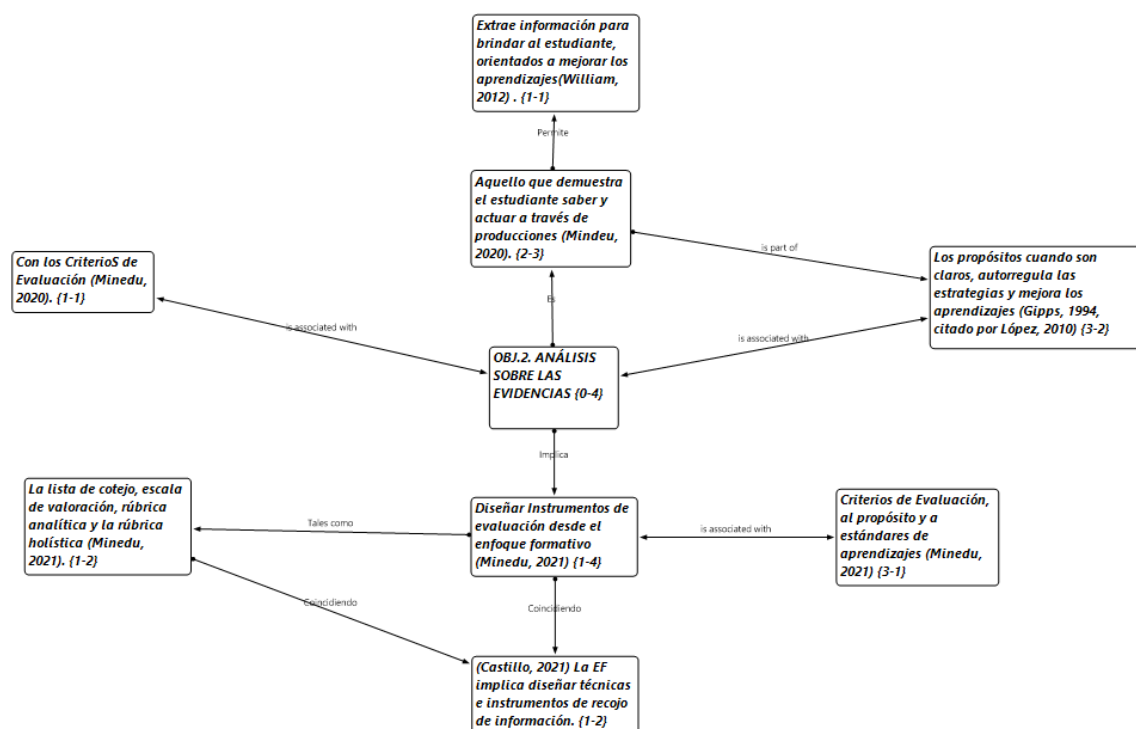 Extrae información para
brindar al estudiante,
orientados a mejorar los
aprendizajes(William,
2012) . {1-1}
Permite
Aquello que demuestra
el estudiante saber y
actuar a través de
producciones (Mindeu,
2020). {2-3}
is part of
Con los CriterioS de
Evaluación (Minedu,
2020). {1-1}
Los propósitos cuando son
claros, autorregula las
estrategias y mejora los
aprendizajes (Gipps, 1994,
citado por López, 2010) {3-2}
Es
is associated with
is associated with
OBJ.2. ANÁLISIS
SOBRE LAS
EVIDENCIAS {0-4}
Implica
La lista de cotejo, escala
de valoración, rúbrica
analítica y la rúbrica
holística (Minedu,
2021). {1-2}
Tales como
Diseñar Instrumentos de
evaluación desde el
enfoque formativo
(Minedu, 2021) {1-4}
is associated with
Criterios de Evaluación,
al propósito y a
estándares de
aprendizajes (Minedu,
2021) {3-1}
Coincidiendo
Coincidiendo
(Castillo, 2021) La EF
implica diseñar técnicas
e instrumentos de recojo
de información. {1-2}